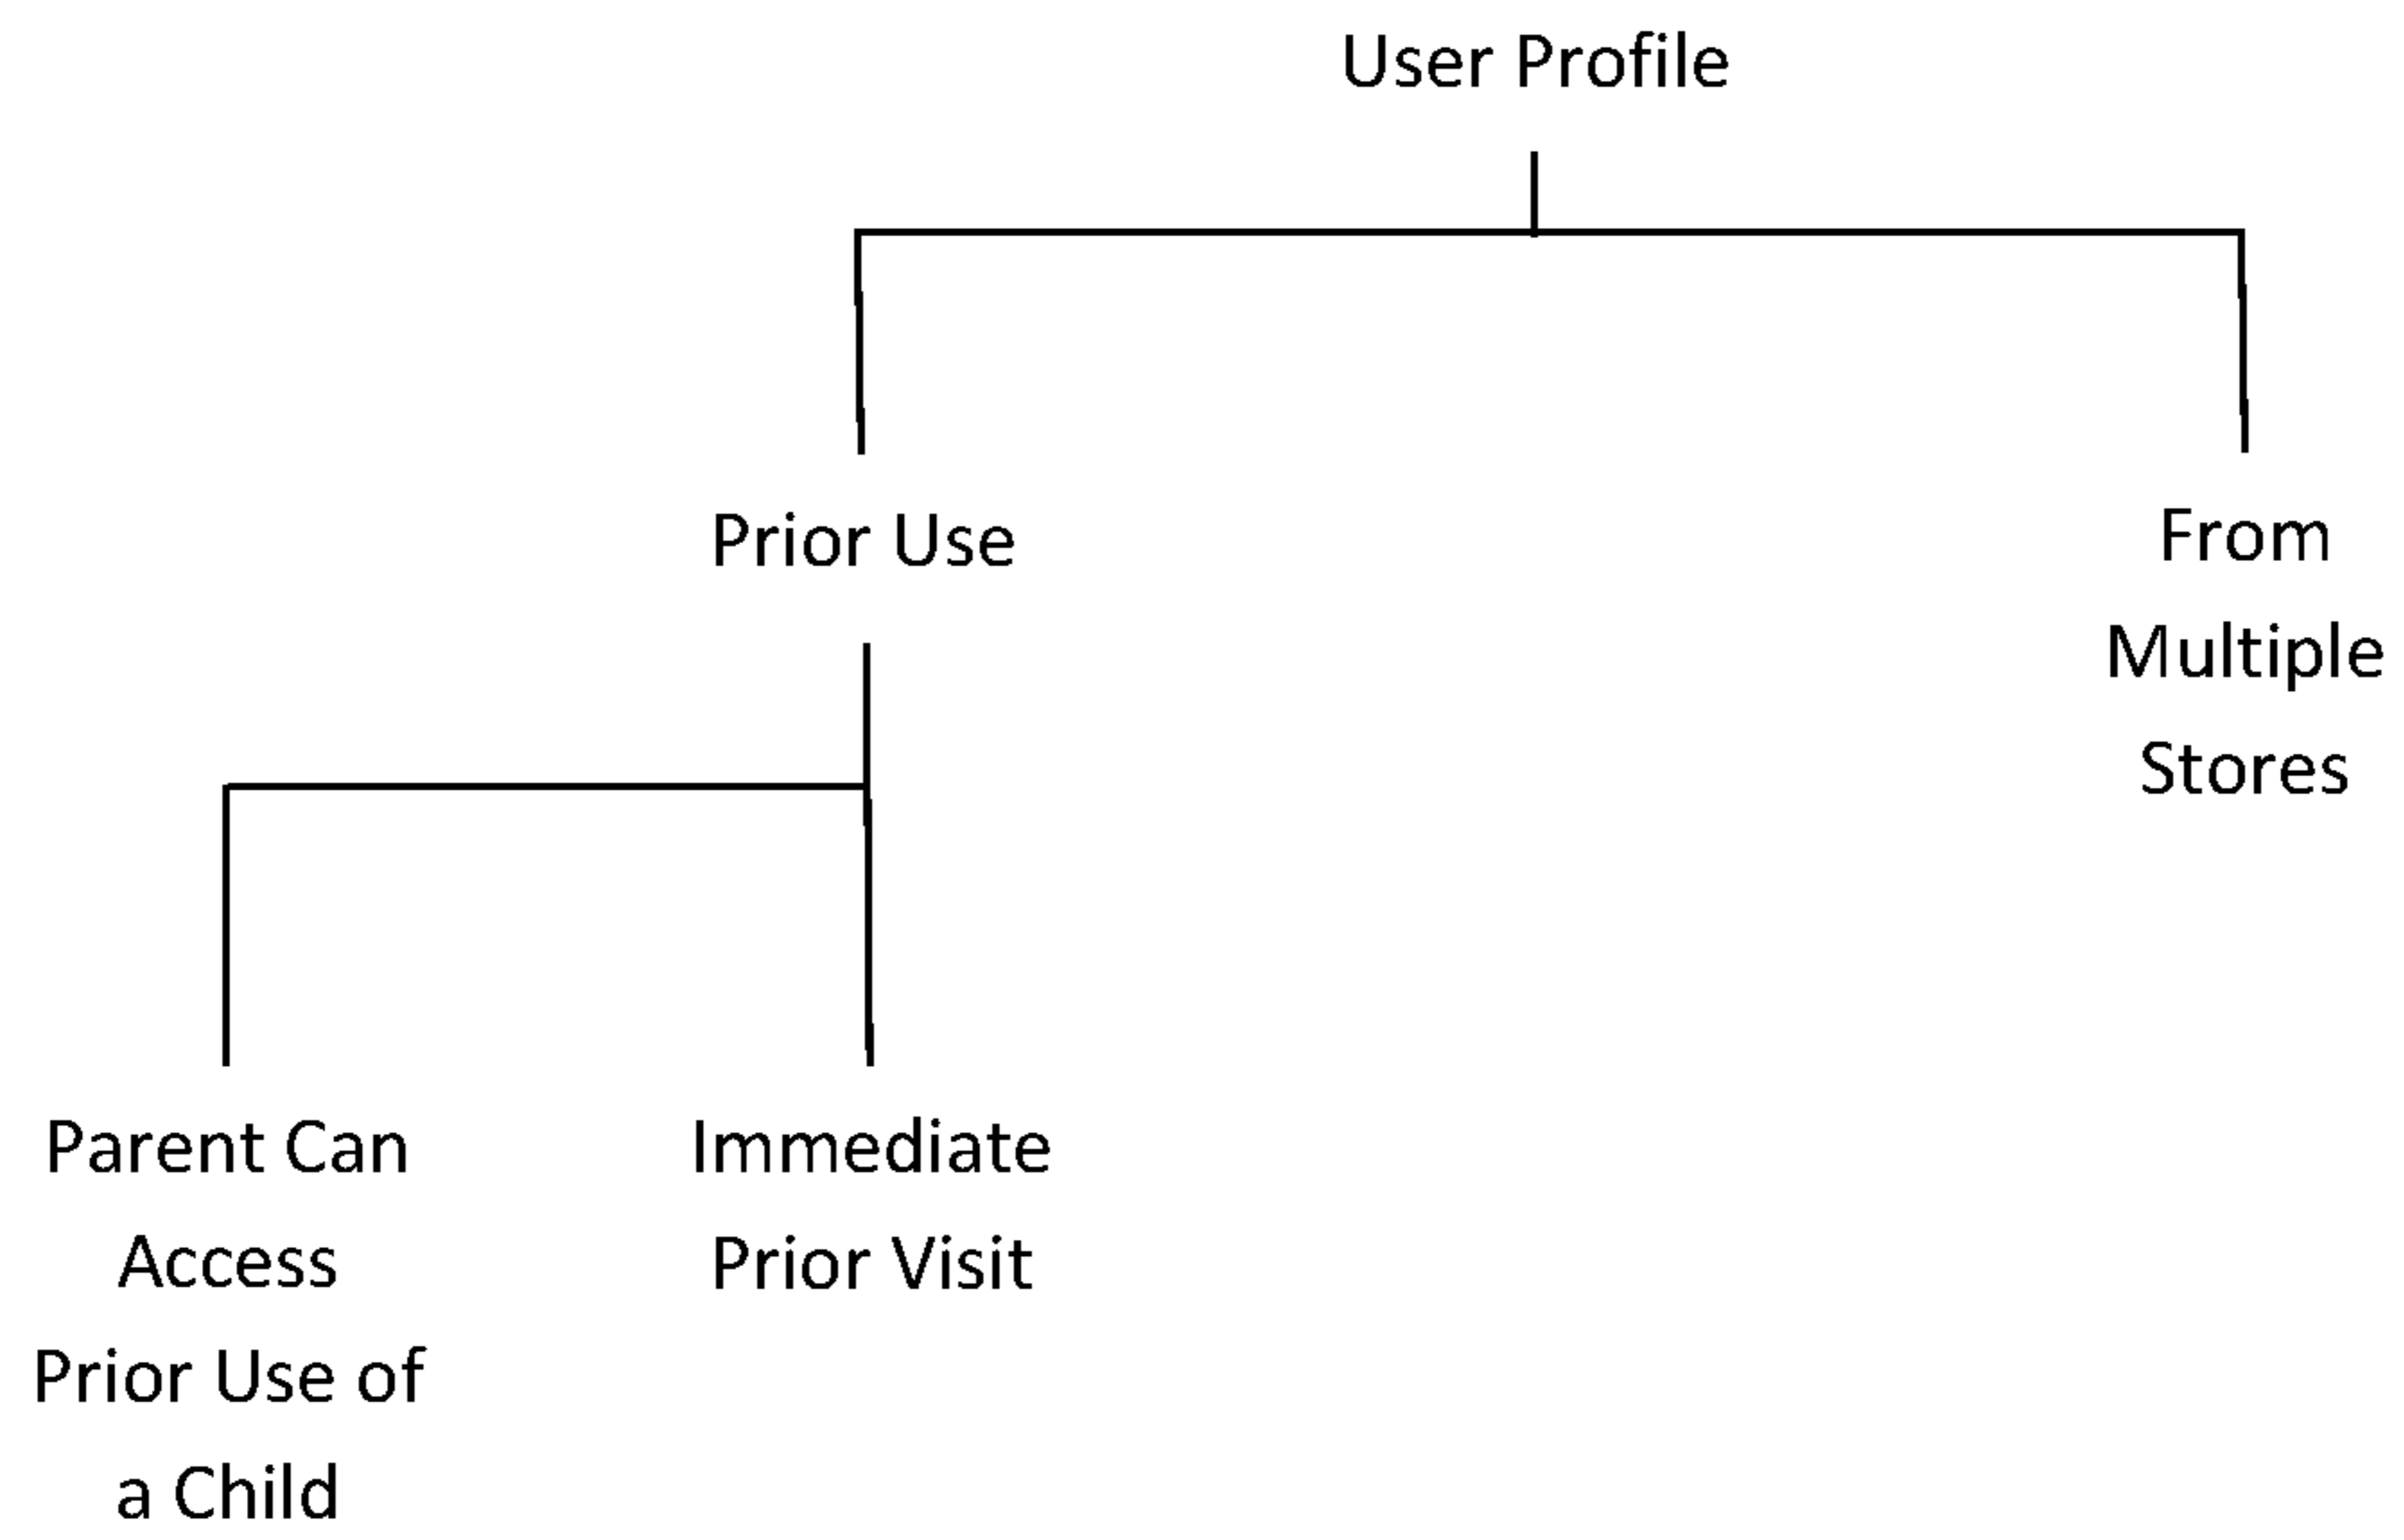 User Profile
Prior Use
From
Multiple
Stores
Parent Can
Access
Prior Use of
a Child
Immediate
Prior Visit